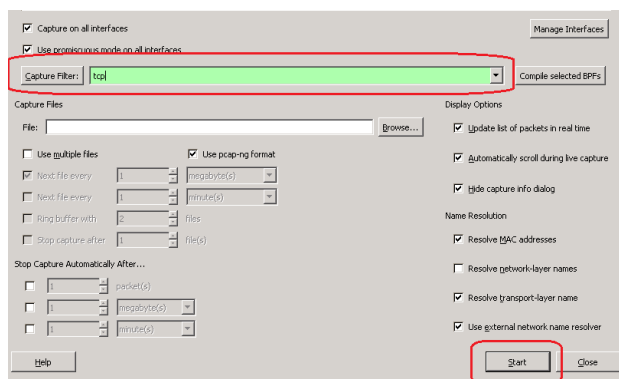 Capture on all interfaces
Manage Interfaces
Use promiscuous mode on all interfaces
Capture Filter: tcp
Compile selected BPFs
Capture Files
Display Options
File:
Browse...
Update list of packets in real time
Use multiple files
Use pcap-ng format
Automatically scroll during live capture
Next file every 1 megabyte(s)
Next file every 1 minute(s)
Hide capture info dialog
Ring buffer with 2 files
Name Resolution
Stop capture after 1 file(s)
Resolve MAC addresses
Stop Capture Automatically After...
Resolve network-layer names
1 packet(s)
1 megabyte(s)
Resolve transport-layer name
1 minute(s)
Use external network name resolver
Help
Start
Close